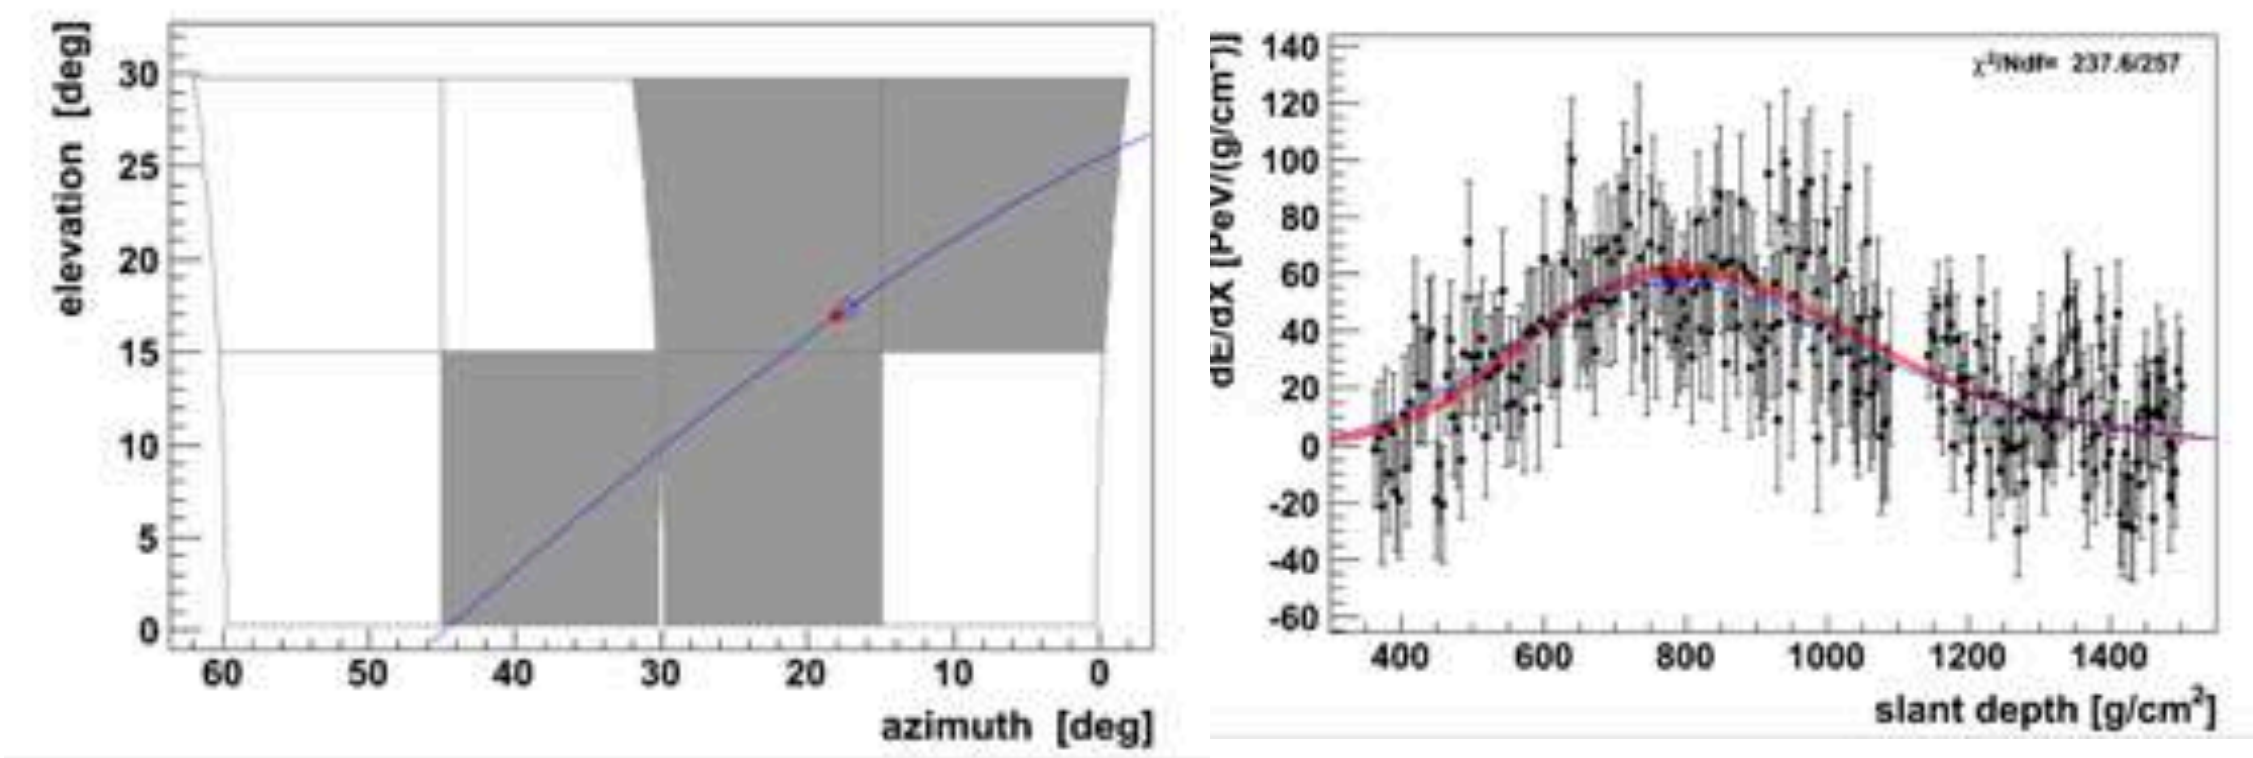 elevation [deg]
30
25
20
15
10
5
0
60 50 40 30 20 10 0
azimuth [deg]
dE/dX [PeV/(g/cm²)]
χ²/Ndf= 237.6/257
140
120
100
80
60
40
20
0
-20
-40
-60
400 600 800 1000 1200 1400
slant depth [g/cm²]